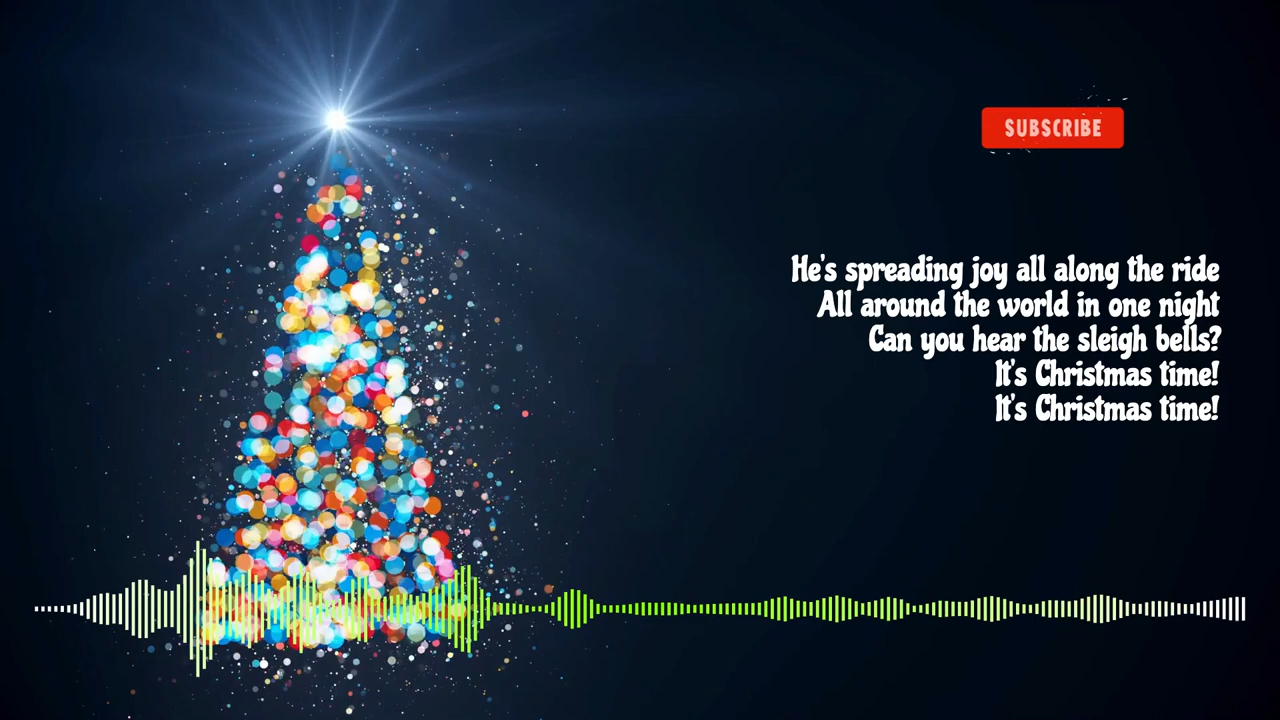 SUBSCRIBE
He's spreading joy all along the ride
All around the world in one night
Can you hear the sleigh bells?
It's Christmas time!
It's Christmas time!